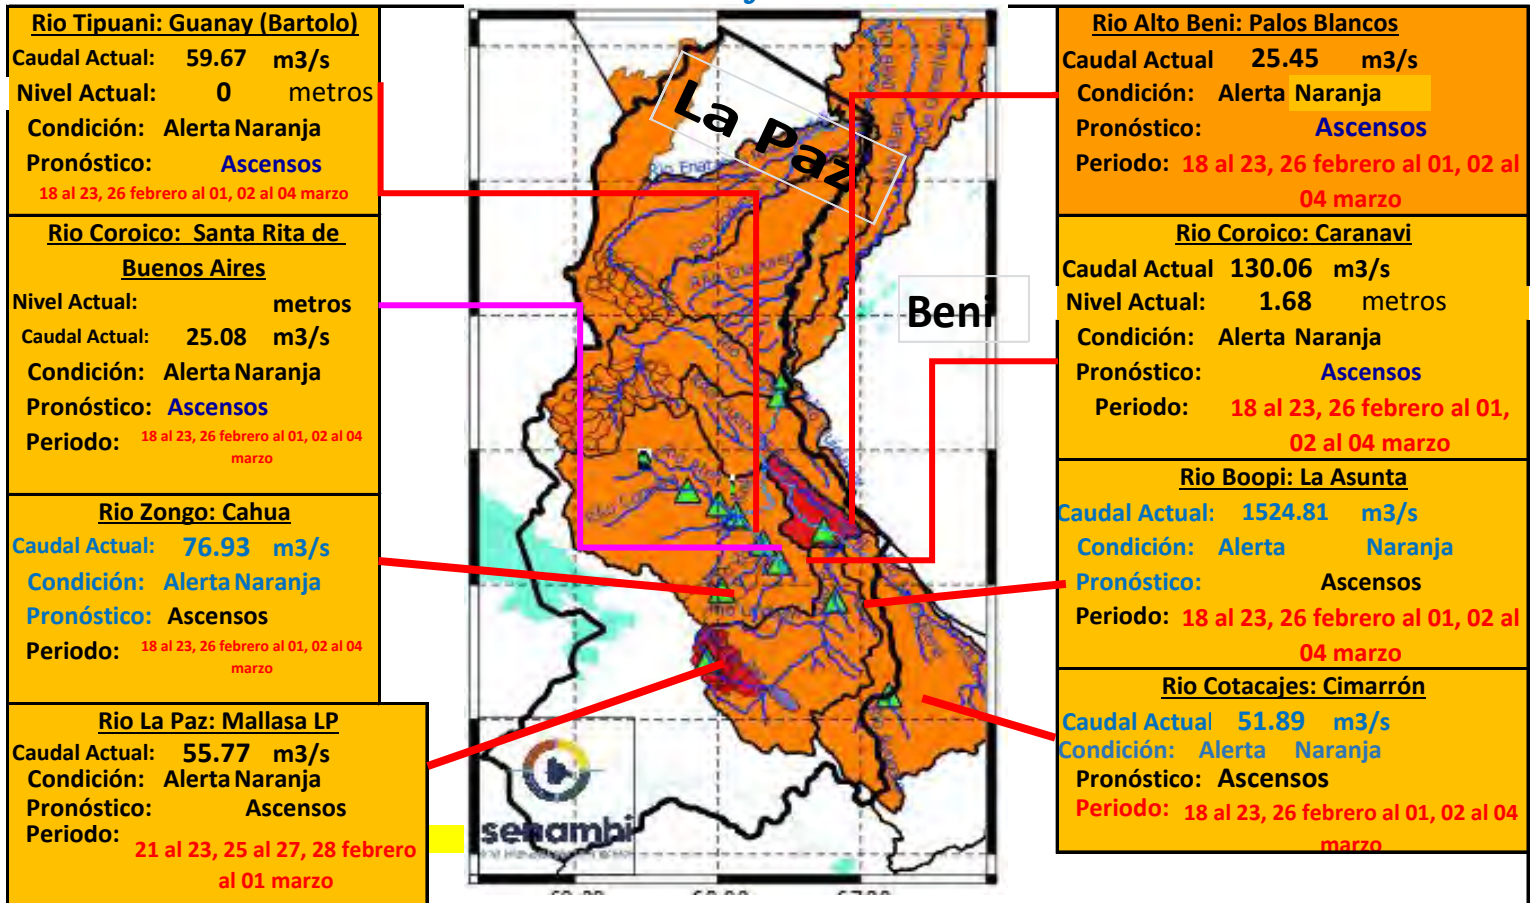 Rio Tipuani: Guanay (Bartolo)
Caudal Actual: 59.67 m3/s
Nivel Actual: 0 metros
Condición: Alerta Naranja
Pronóstico: Ascensos
18 al 23, 26 febrero al 01, 02 al 04 marzo
Rio Coroico: Santa Rita de
Buenos Aires
Nivel Actual: metros
Caudal Actual: 25.08 m3/s
Condición: Alerta Naranja
Pronóstico: Ascensos
Periodo: 18 al 23, 26 febrero al 01, 02 al 04
marzo
Rio Zongo: Cahua
Caudal Actual: 76.93 m3/s
Condición: Alerta Naranja
Pronóstico: Ascensos
Periodo: 18 al 23, 26 febrero al 01, 02 al 04
marzo
Rio La Paz: Mallasa LP
Caudal Actual: 55.77 m3/s
Condición: Alerta Naranja
Pronóstico: Ascensos
Periodo:
21 al 23, 25 al 27, 28 febrero
al 01 marzo
La Paz
Beni
senambi
Rio Alto Beni: Palos Blancos
Caudal Actual 25.45 m3/s
Condición: Alerta Naranja
Pronóstico: Ascensos
Periodo: 18 al 23, 26 febrero al 01, 02 al
04 marzo
Rio Coroico: Caranavi
Caudal Actual 130.06 m3/s
Nivel Actual: 1.68 metros
Condición: Alerta Naranja
Pronóstico: Ascensos
Periodo: 18 al 23, 26 febrero al 01,
02 al 04 marzo
Rio Boopi: La Asunta
Caudal Actual: 1524.81 m3/s
Condición: Alerta Naranja
Pronóstico: Ascensos
Periodo: 18 al 23, 26 febrero al 01, 02 al
04 marzo
Rio Cotacajes: Cimarrón
Caudal Actual 51.89 m3/s
Condición: Alerta Naranja
Pronóstico: Ascensos
Periodo: 18 al 23, 26 febrero al 01, 02 al 04
marzo